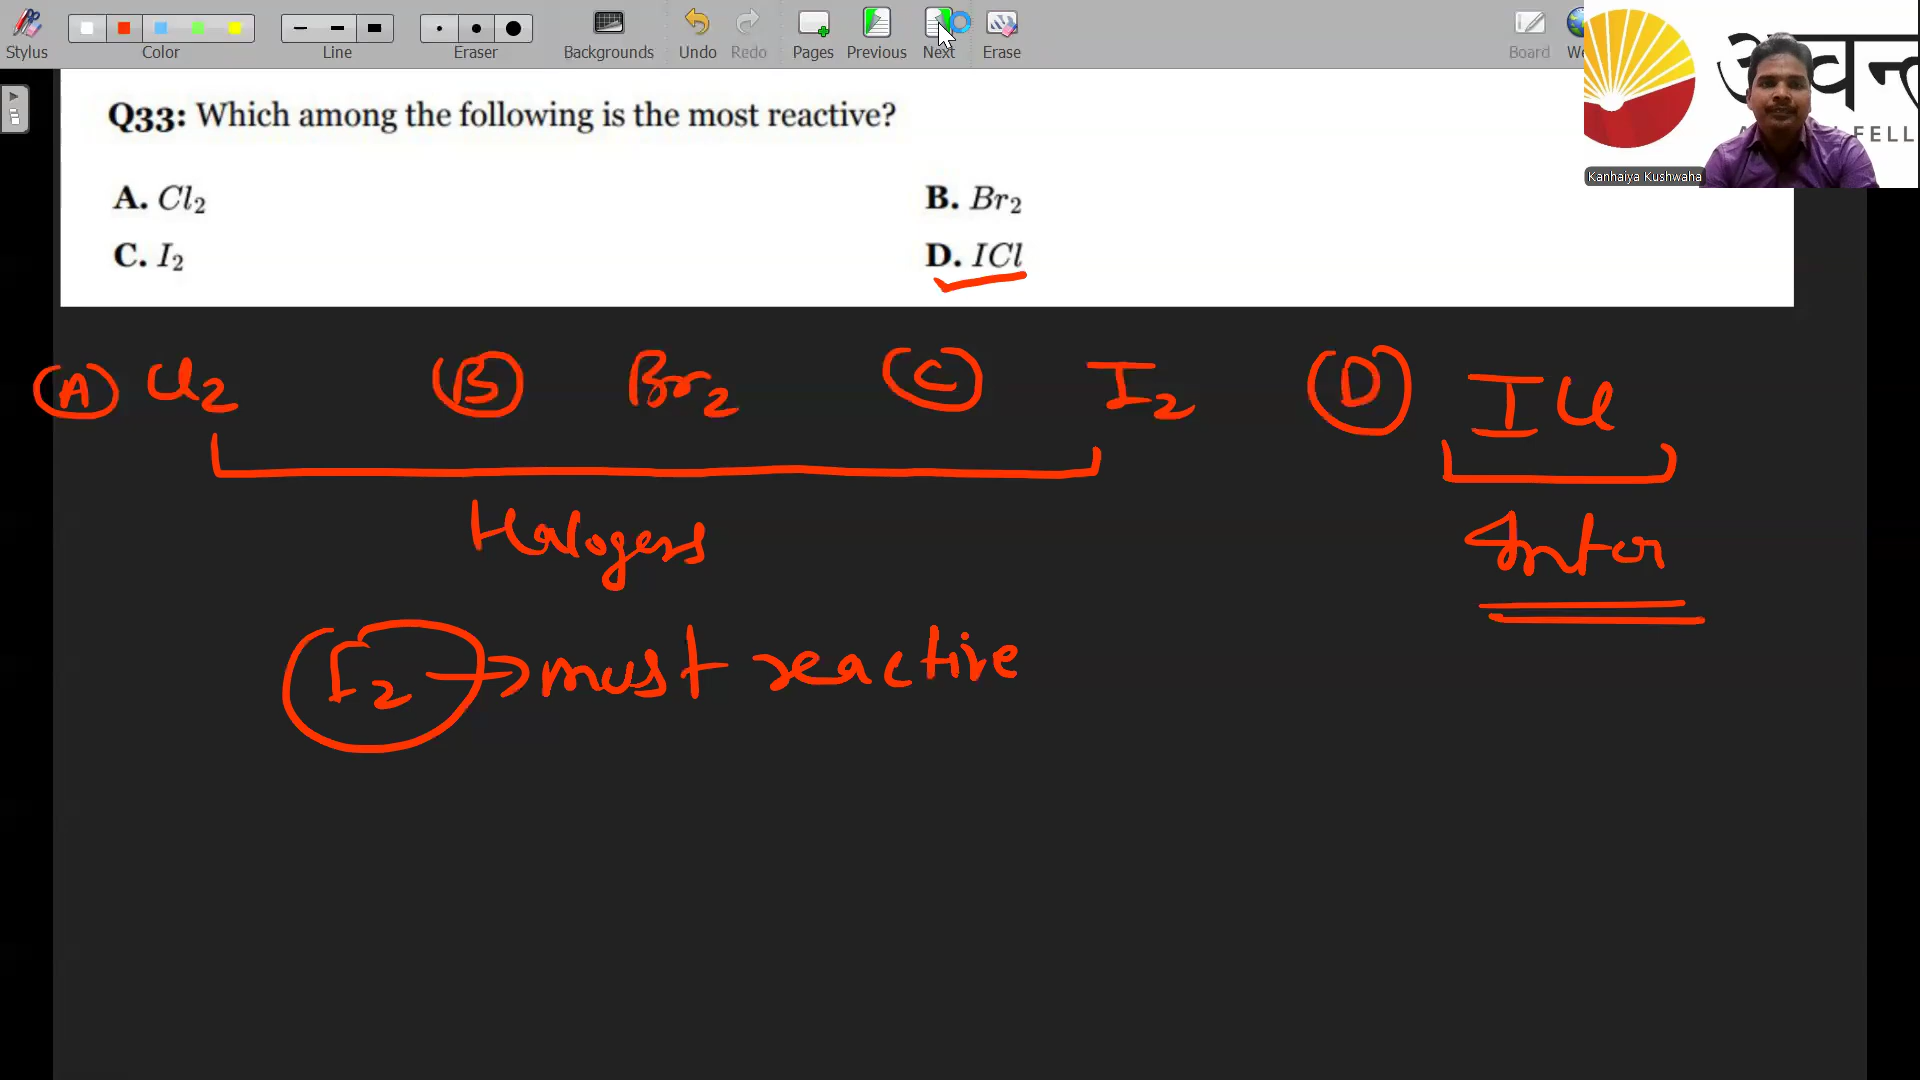 Stylus Color Line Eraser Backgrounds Undo Redo Pages Previous Next Erase Board
Kanhaiya Kushwaha
FELL
Q33: Which among the following is the most reactive?
A. Cl₂ B. Br₂
C. I₂ D. ICl
A Cl₂ B Br₂ C I₂ D ICl
Halogens
Inter
I₂ → most reactive